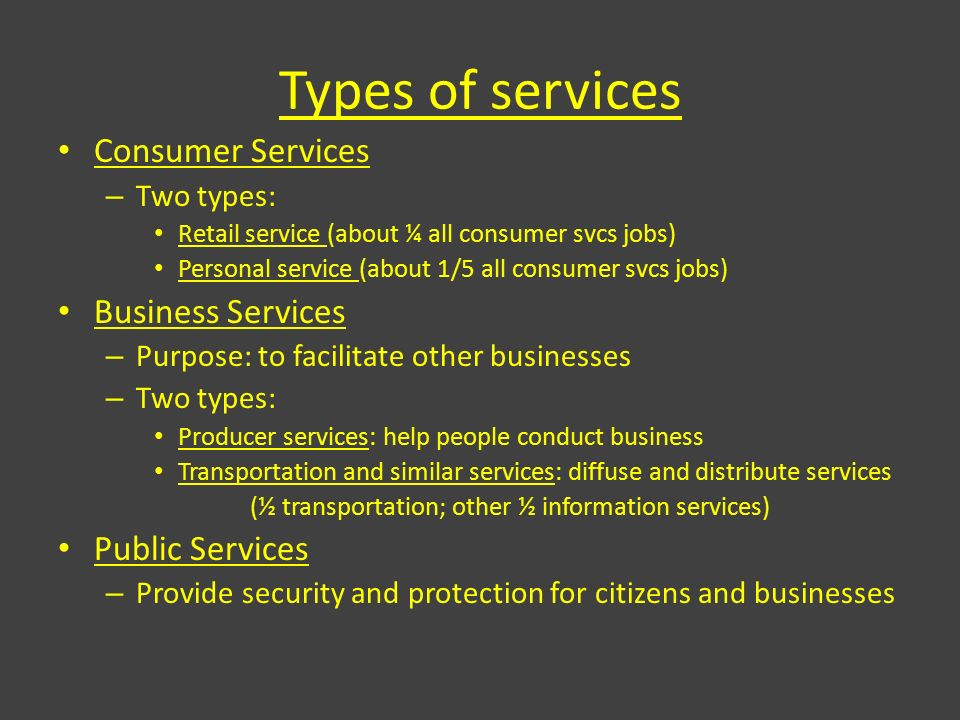 Types of services
• Consumer Services
– Two types:
• Retail service (about ¼ all consumer svcs jobs)
• Personal service (about 1/5 all consumer svcs jobs)
• Business Services
– Purpose: to facilitate other businesses
– Two types:
• Producer services: help people conduct business
• Transportation and similar services: diffuse and distribute services
(½ transportation; other ½ information services)
• Public Services
– Provide security and protection for citizens and businesses